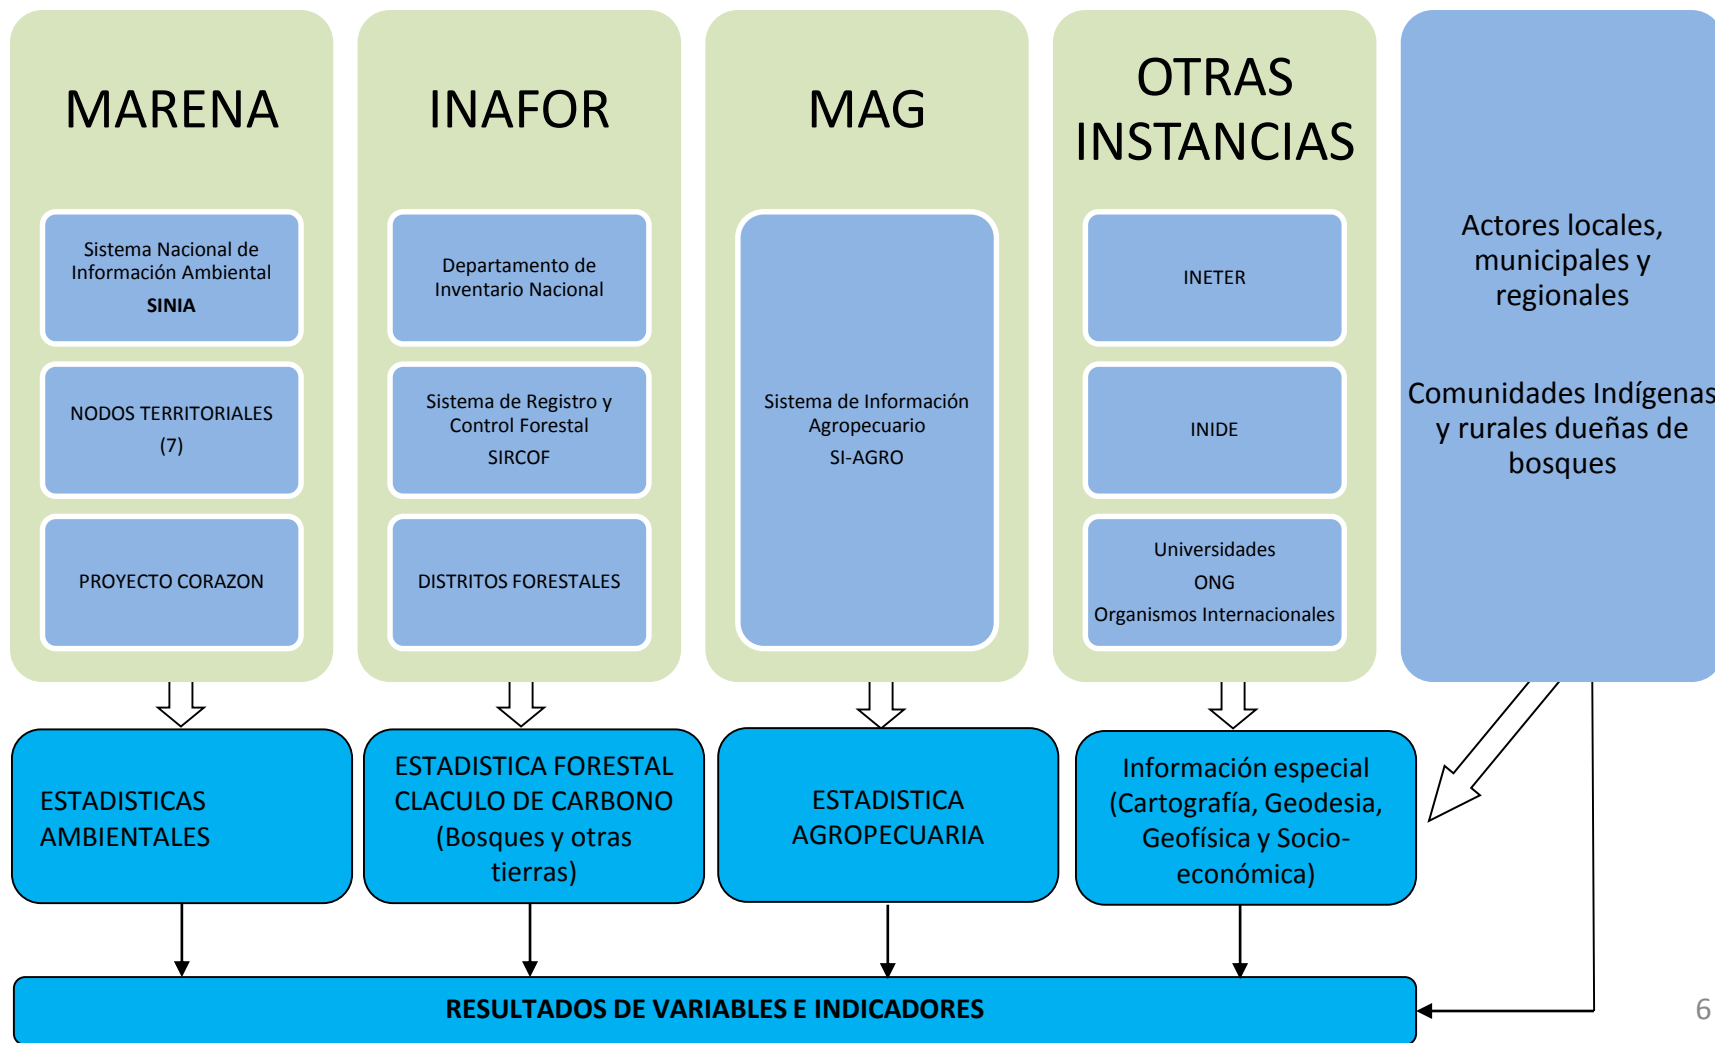 MARENA
Sistema Nacional de
Información Ambiental
SINIA
NODOS TERRITORIALES
(7)
PROYECTO CORAZON
INAFOR
Departamento de
Inventario Nacional
Sistema de Registro y
Control Forestal
SIRCOF
DISTRITOS FORESTALES
MAG
Sistema de Información
Agropecuario
SI-AGRO
OTRAS
INSTANCIAS
INETER
INIDE
Universidades
ONG
Organismos Internacionales
Actores locales,
municipales y
regionales
Comunidades Indígenas
y rurales dueñas de
bosques
ESTADISTICAS
AMBIENTALES
ESTADISTICA FORESTAL
CLACULO DE CARBONO
(Bosques y otras
tierras)
ESTADISTICA
AGROPECUARIA
Información especial
(Cartografía, Geodesia,
Geofísica y Socio-
económica)
RESULTADOS DE VARIABLES E INDICADORES
6